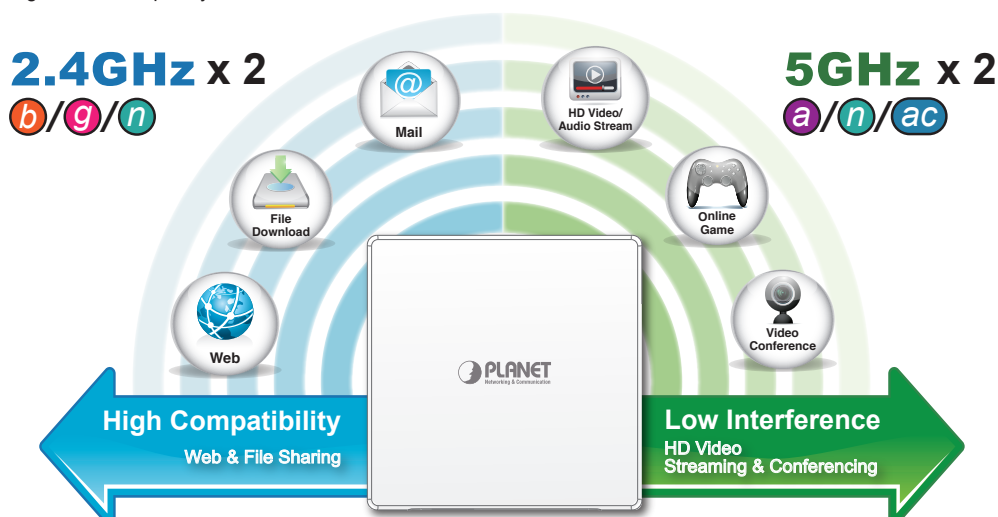 2.4GHz x 2
b/g/n
5GHz x 2
a/n/ac
@
Mail
HD Video/
Audio Stream
File
Download
Online
Game
Web
Video
Conference
PLANET
Networking & Communication
High Compatibility
Web & File Sharing
Low Interference
HD Video
Streaming & Conferencing